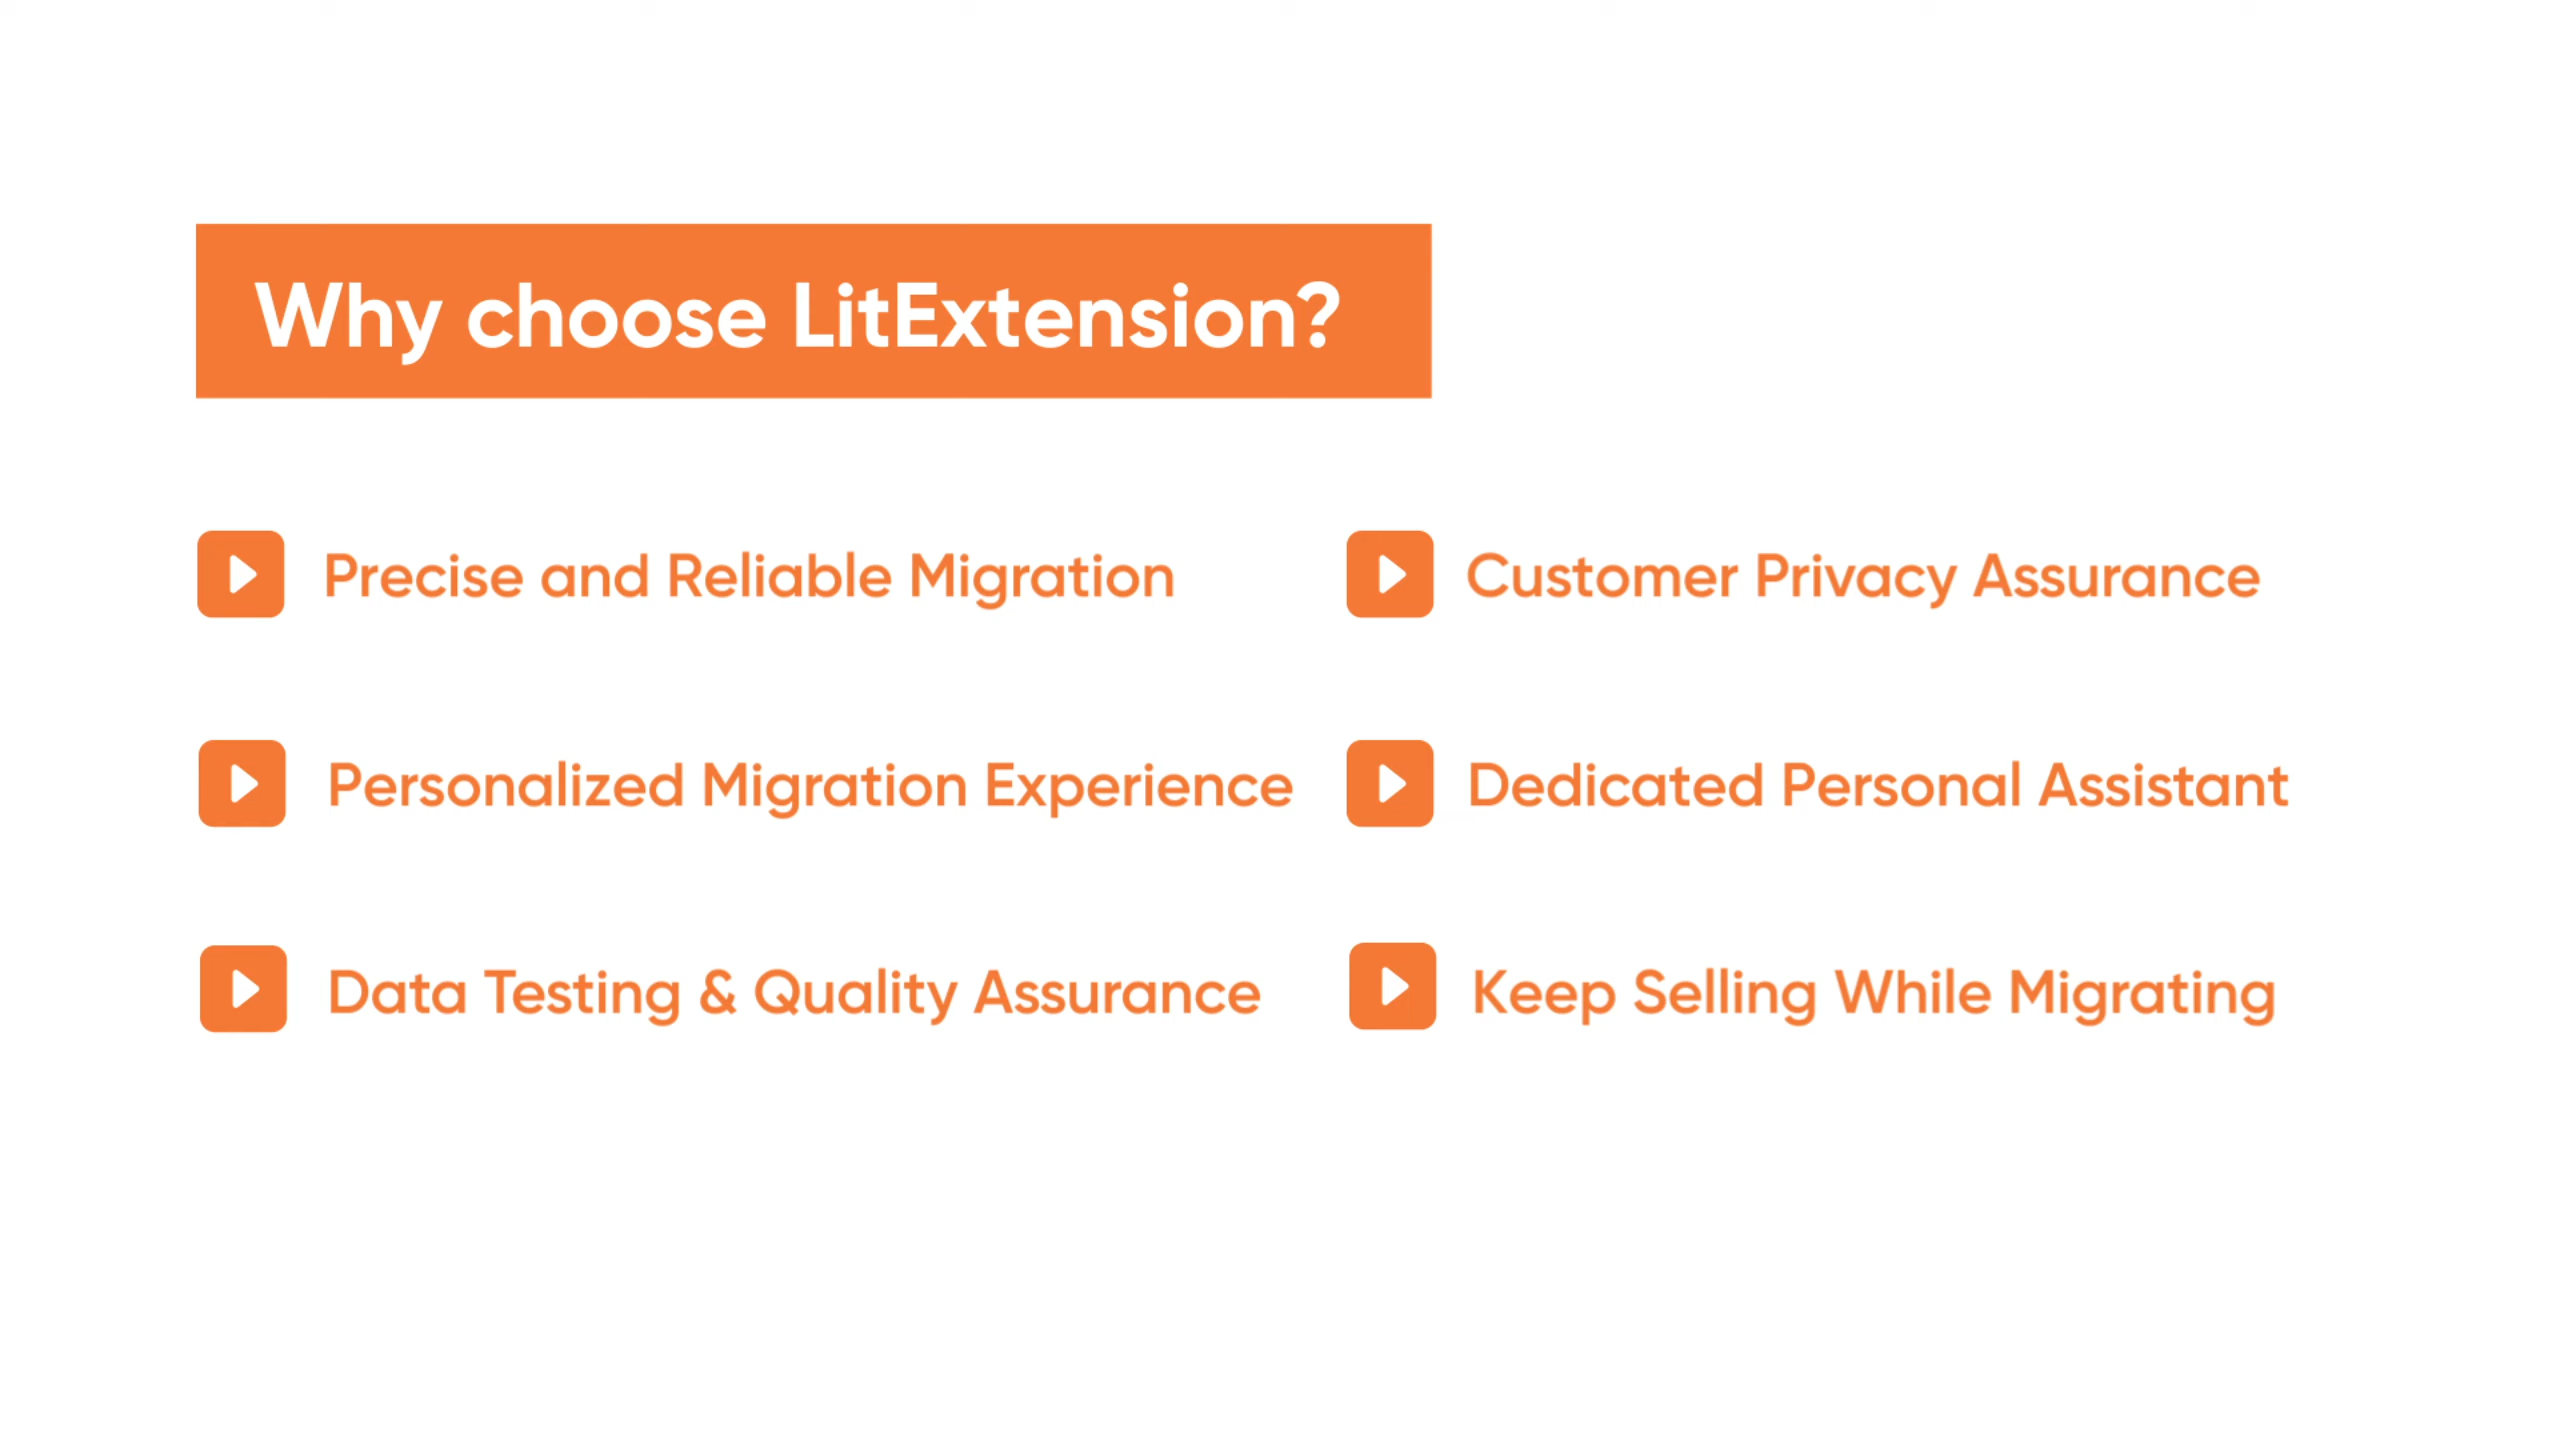 Why choose LitExtension?
Precise and Reliable Migration
Customer Privacy Assurance
Personalized Migration Experience
Dedicated Personal Assistant
Data Testing & Quality Assurance
Keep Selling While Migrating